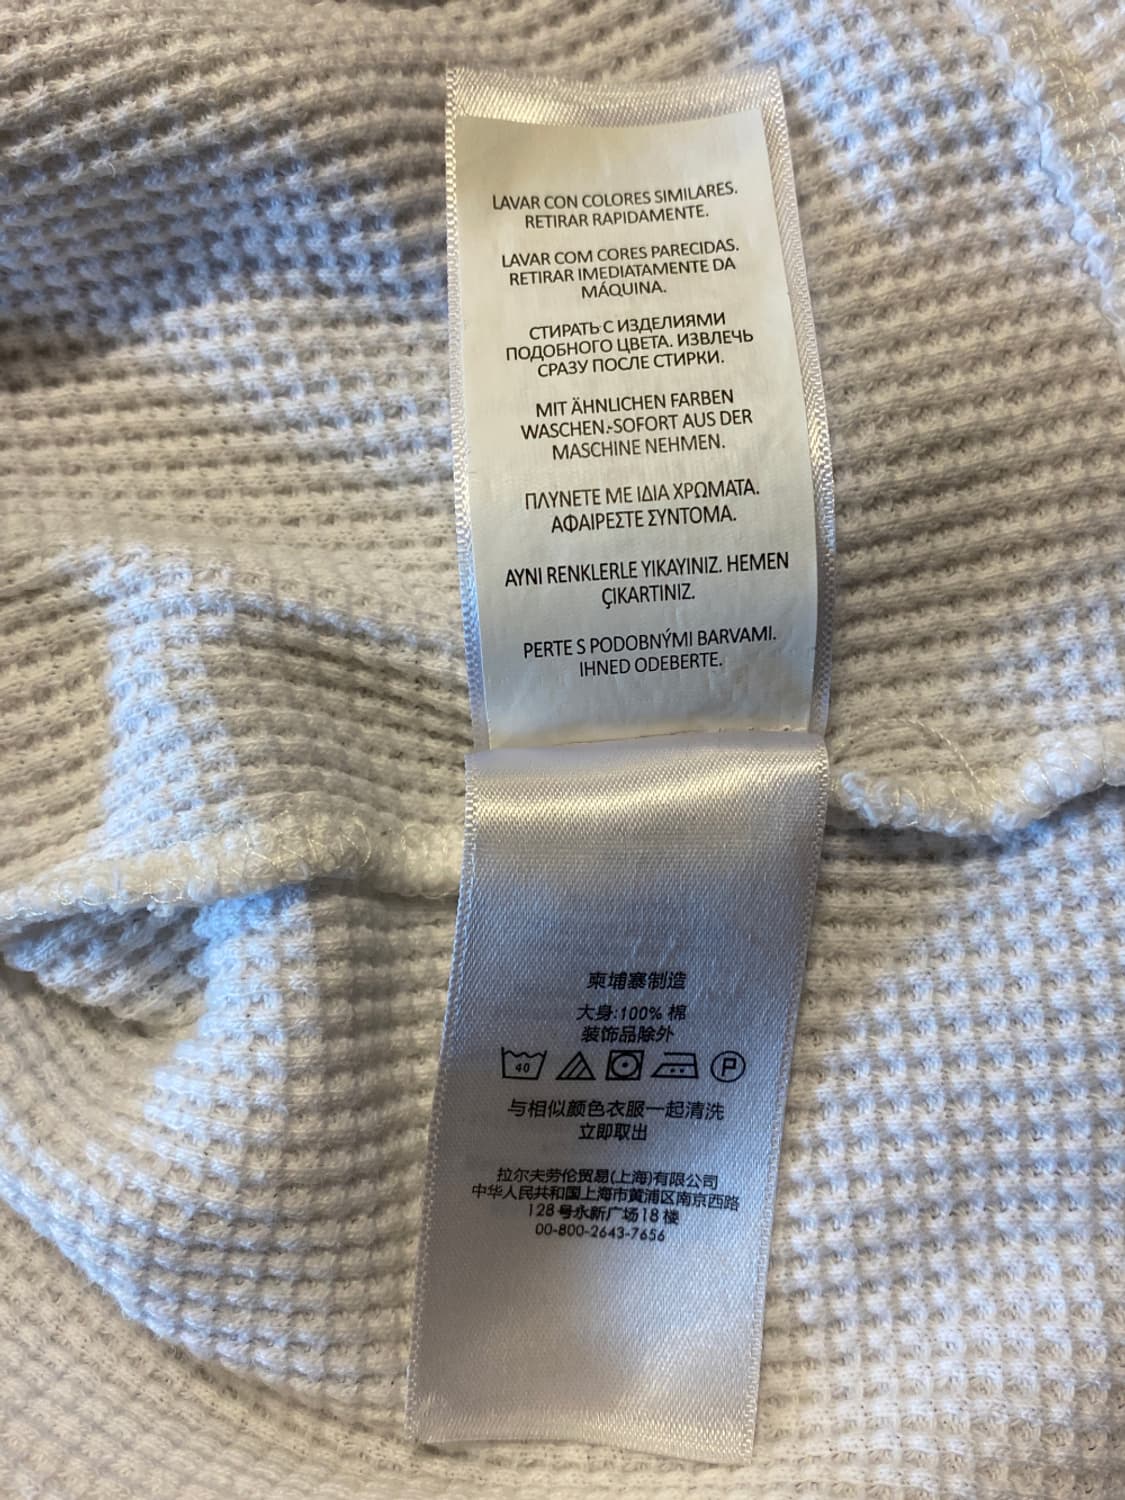 LAVAR CON COLORES SIMILARES.
RETIRAR RAPIDAMENTE.
LAVAR COM CORES PARECIDAS.
RETIRAR IMEDIATAMENTE DA
MÁQUINA.
СТИРАТЬ С ИЗДЕЛИЯМИ
ПОДОБНОГО ЦВЕТА. ИЗВЛЕЧЬ
СРАЗУ ПОСЛЕ СТИРКИ.
MIT ÄHNLICHEN FARBEN
WASCHEN.-SOFORT AUS DER
MASCHINE NEHMEN.
ΠΛΥΝΕΤΕ ΜΕ ΙΔΙΑ ΧΡΩΜΑΤΑ.
ΑΦΑΙΡΕΣΤΕ ΣΥΝΤΟΜΑ.
AYNI RENKLERLE YIKAYINIZ. HEMEN
ÇIKARTINIZ.
PERTE S PODOBNÝMI BARVAMI.
IHNED ODEBERTE.
柬埔寨制造
大身:100% 棉
装饰品除外
40 P
与相似颜色衣服一起清洗
立即取出
拉尔夫劳伦贸易(上海)有限公司
中华人民共和国上海市黄浦区南京西路
128号永新广场18楼
00-800-2643-7656